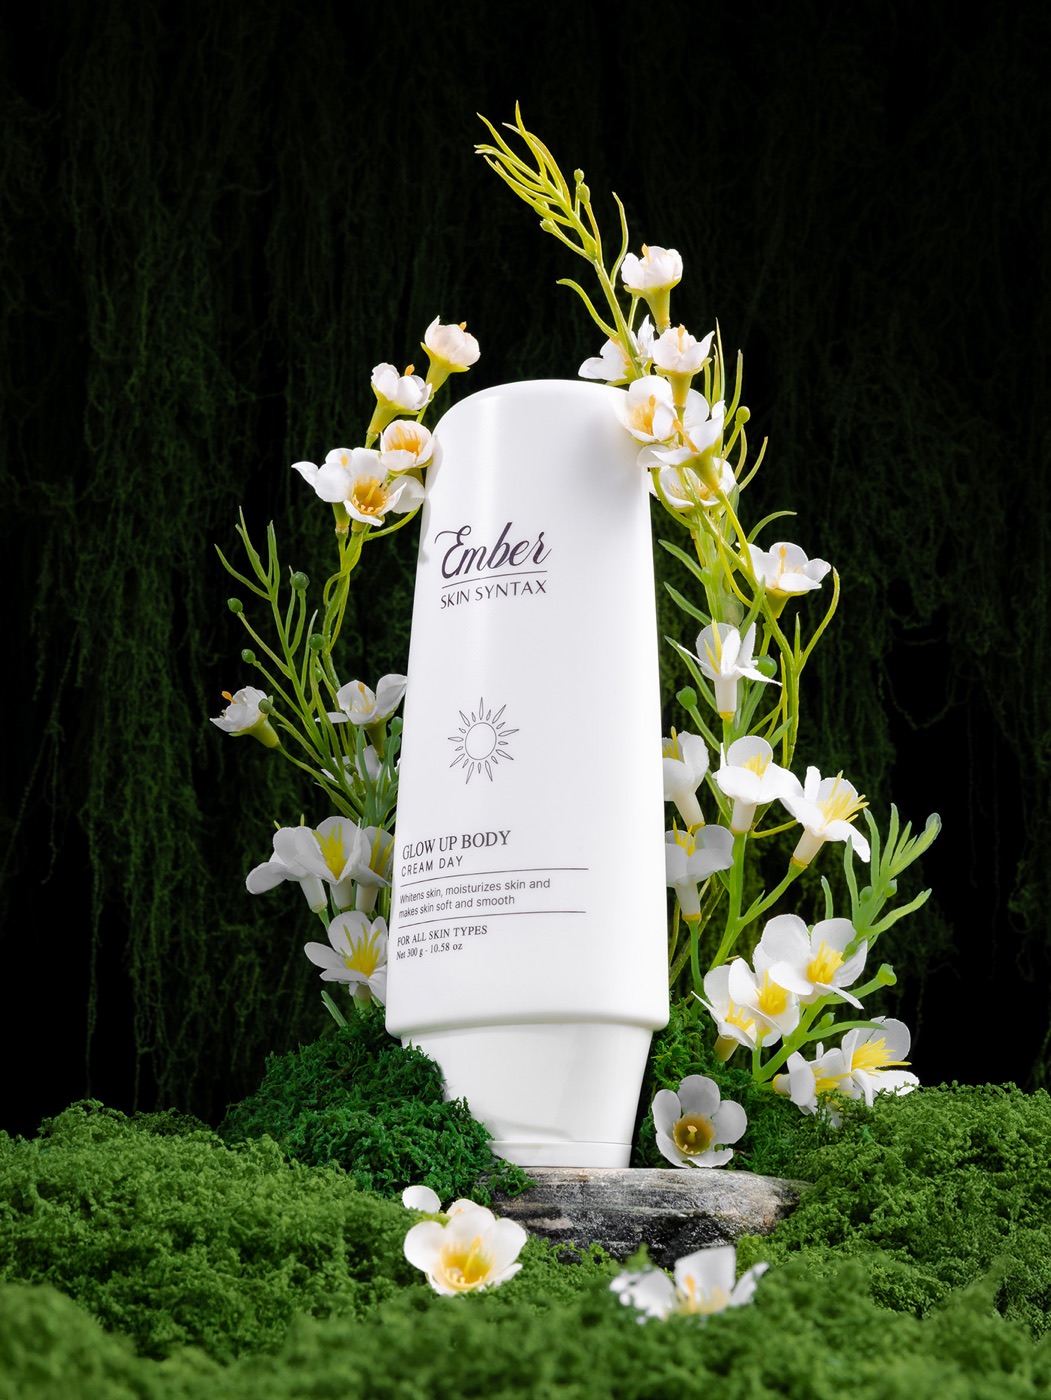 Ember
SKIN SYNTAX
GLOW UP BODY
CREAM DAY
Whitens skin, moisturizes skin and
makes skin soft and smooth
FOR ALL SKIN TYPES
Net 300 g - 10.58 oz